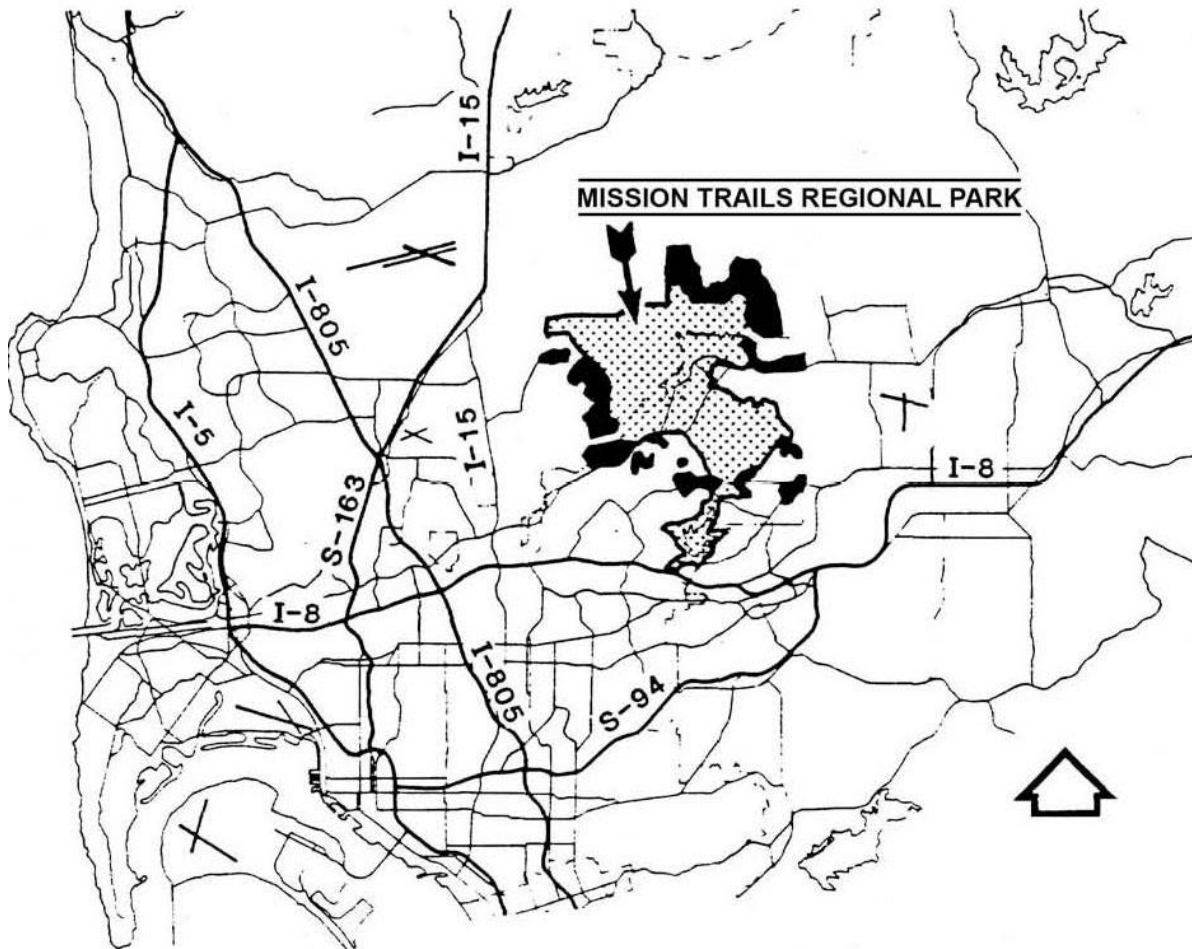 I-15
MISSION TRAILS REGIONAL PARK
I-805
I-5
I-15
I-8
S-163
I-8
I-805
S-94